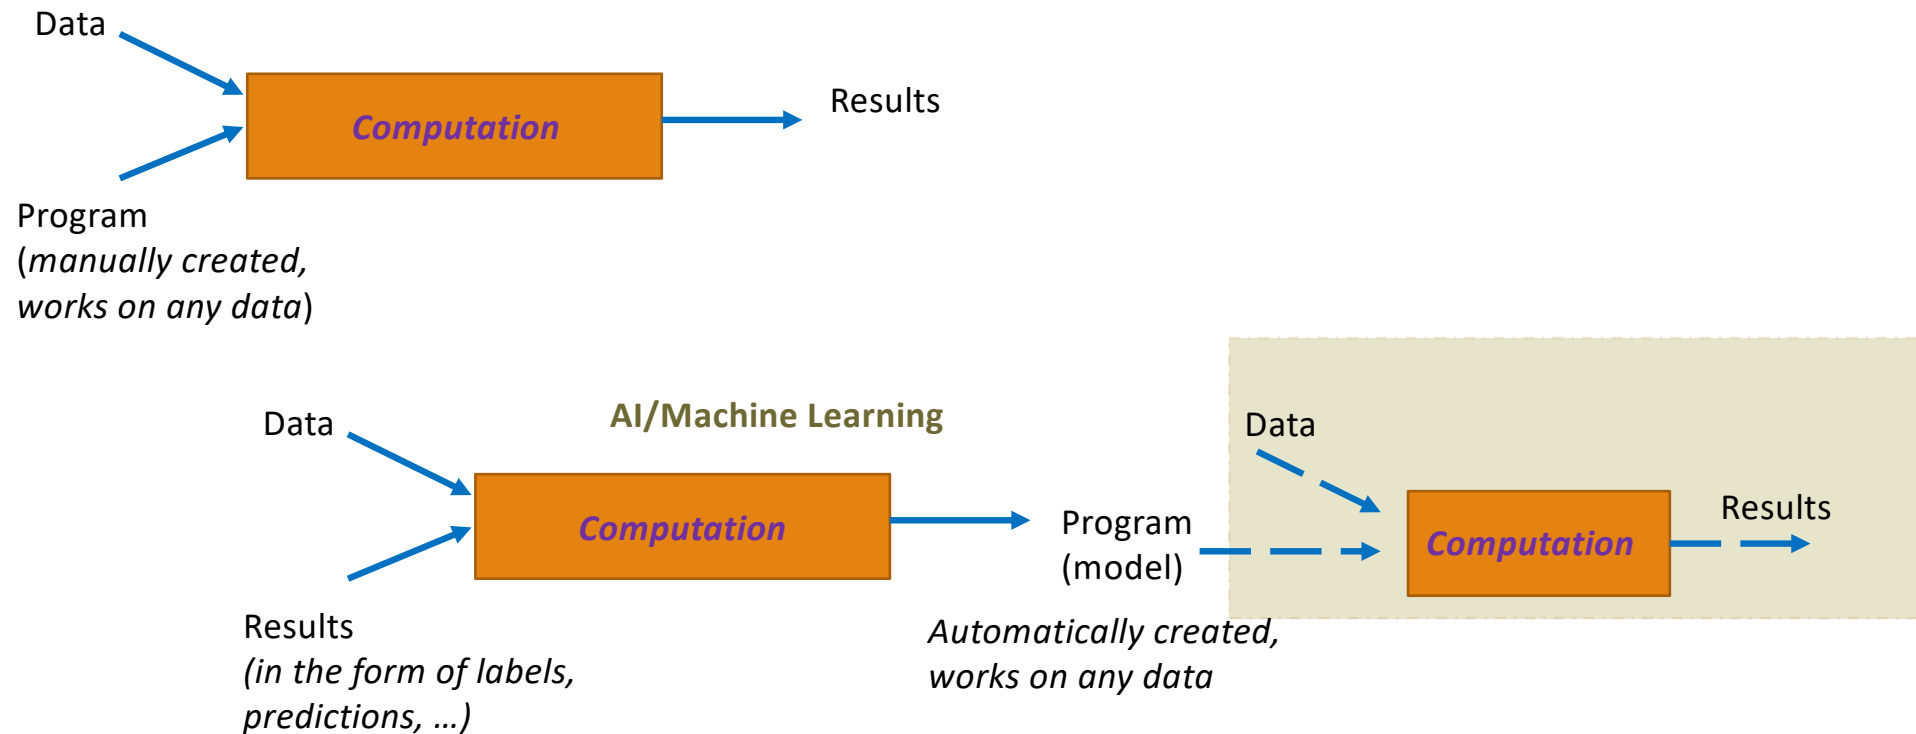 Data
Computation
Results
Program
(manually created,
works on any data)
AI/Machine Learning
Data
Computation
Results
(in the form of labels,
predictions, …)
Program
(model)
Automatically created,
works on any data
Data
Computation
Results